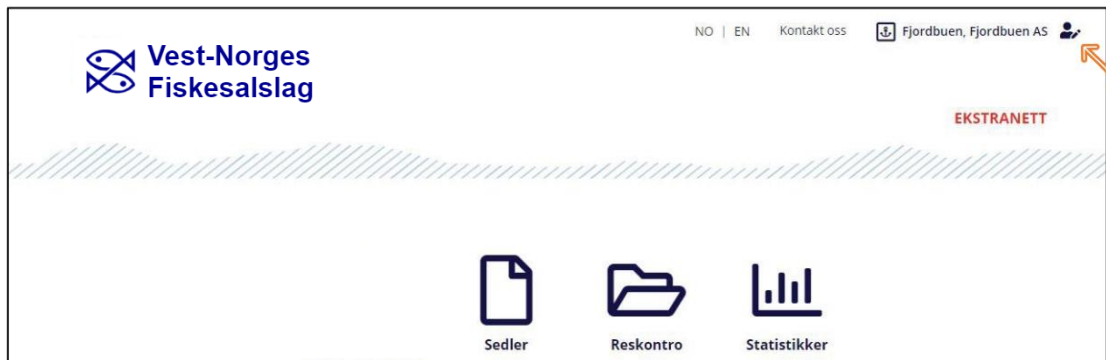 NO | EN Kontakt oss Fjordbuen, Fjordbuen AS
Vest-Norges
Fiskesalslag
EKSTRANETT
Sedler Reskontro Statistikker